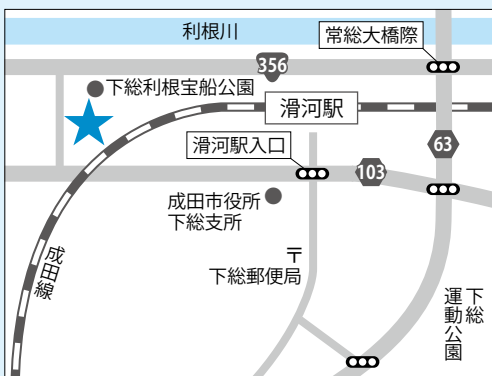 利根川
常総大橋際
356
下総利根宝船公園
滑河駅
滑河駅入口
63
103
成田市役所
下総支所
成田線
〒
下総郵便局
下総
運動公園